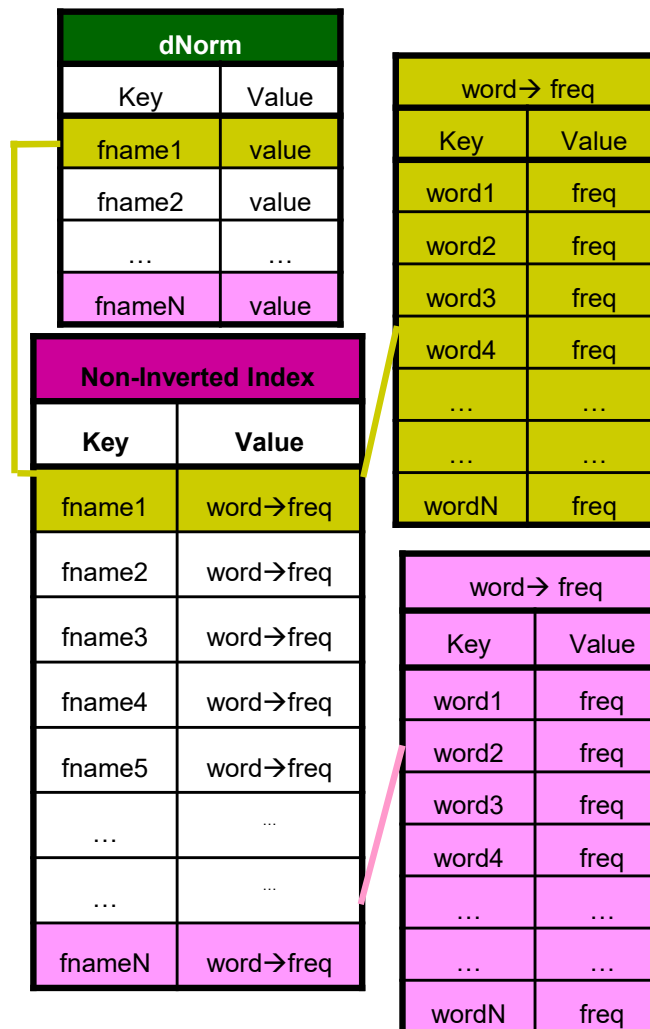 dNorm
Key Value
fname1 value
fname2 value
… …
fnameN value
Non-Inverted Index
Key Value
fname1 word→freq
fname2 word→freq
fname3 word→freq
fname4 word→freq
fname5 word→freq
… …
… …
fnameN word→freq
word→ freq
Key Value
word1 freq
word2 freq
word3 freq
word4 freq
… …
… …
wordN freq
word→ freq
Key Value
word1 freq
word2 freq
word3 freq
word4 freq
… …
… …
wordN freq